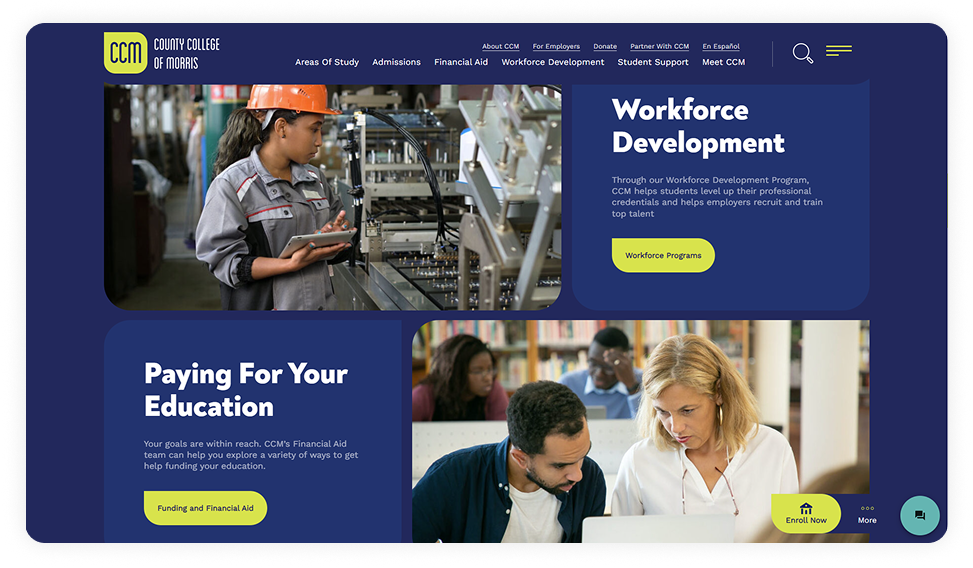 CCM
COUNTY COLLEGE
OF MORRIS
About CCM For Employers Donate Partner With CCM En Español
Areas Of Study Admissions Financial Aid Workforce Development Student Support Meet CCM
Workforce
Development
Through our Workforce Development Program,
CCM helps students level up their professional
credentials and helps employers recruit and train
top talent
Workforce Programs
Paying For Your
Education
Your goals are within reach. CCM's Financial Aid
team can help you explore a variety of ways to get
help funding your education.
Funding and Financial Aid
Enroll Now
More